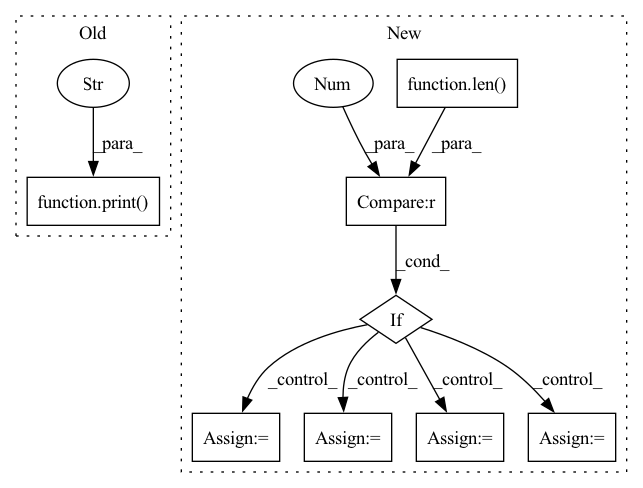 Old
New
Str
Num
function.len()
_para_
_para_
_para_
function.print()
Compare:r
_cond_
If
_control_
_control_
_control_
_control_
Assign:=
Assign:=
Assign:=
Assign:=